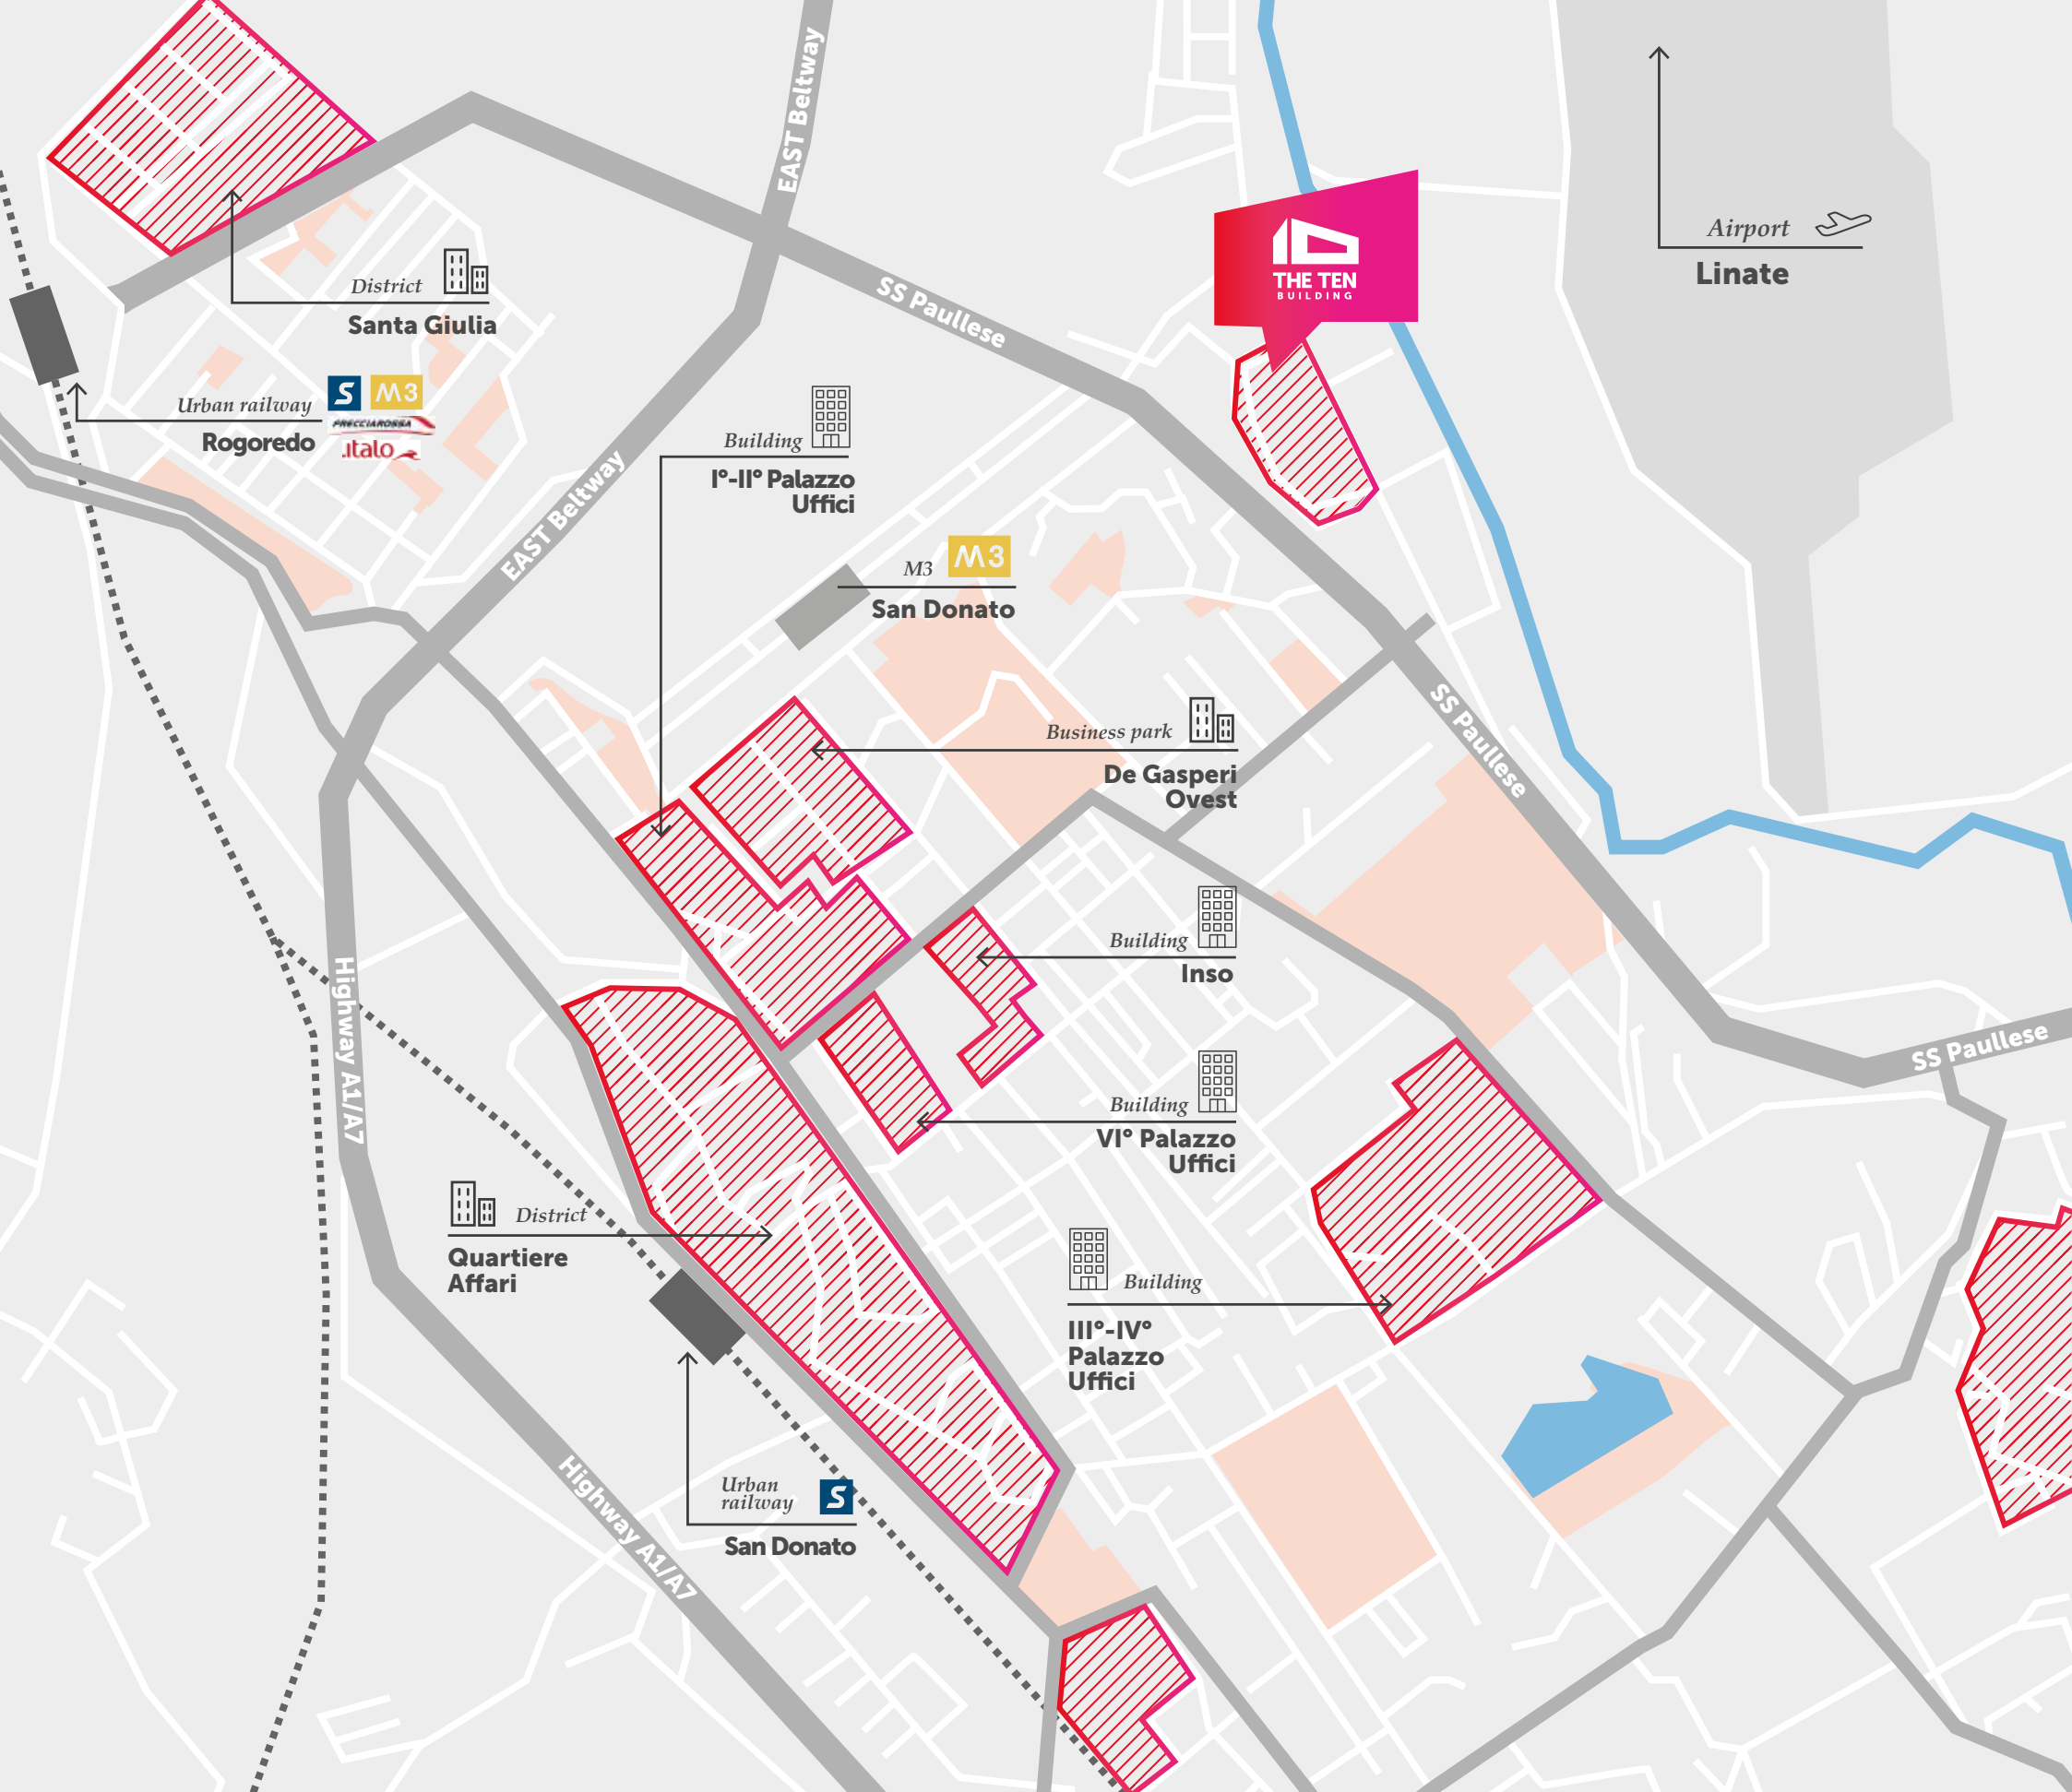 EAST Beltway
Airport
Linate
THE TEN
BUILDING
District
Santa Giulia
SS Paullese
Urban railway
S M3
FRECCIAROSSA
.italo
Rogoredo
Building
I°-II° Palazzo
Uffici
EAST Beltway
M3
M3
San Donato
SS Paullese
Business park
De Gasperi
Ovest
Building
Inso
Highway A1/A7
SS Paullese
Building
VI° Palazzo
Uffici
District
Quartiere
Affari
Building
III°-IV°
Palazzo
Uffici
Highway A1/A7
Urban
railway
S
San Donato